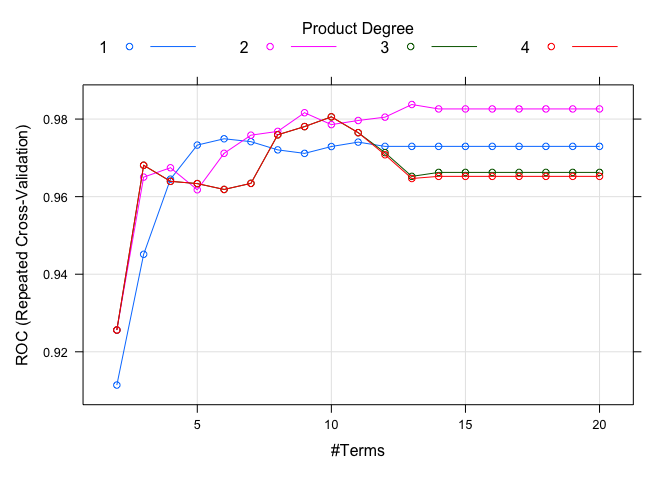 Product Degree
1 2 3 4
ROC (Repeated Cross-Validation)
0.98
0.96
0.94
0.92
5 10 15 20
#Terms